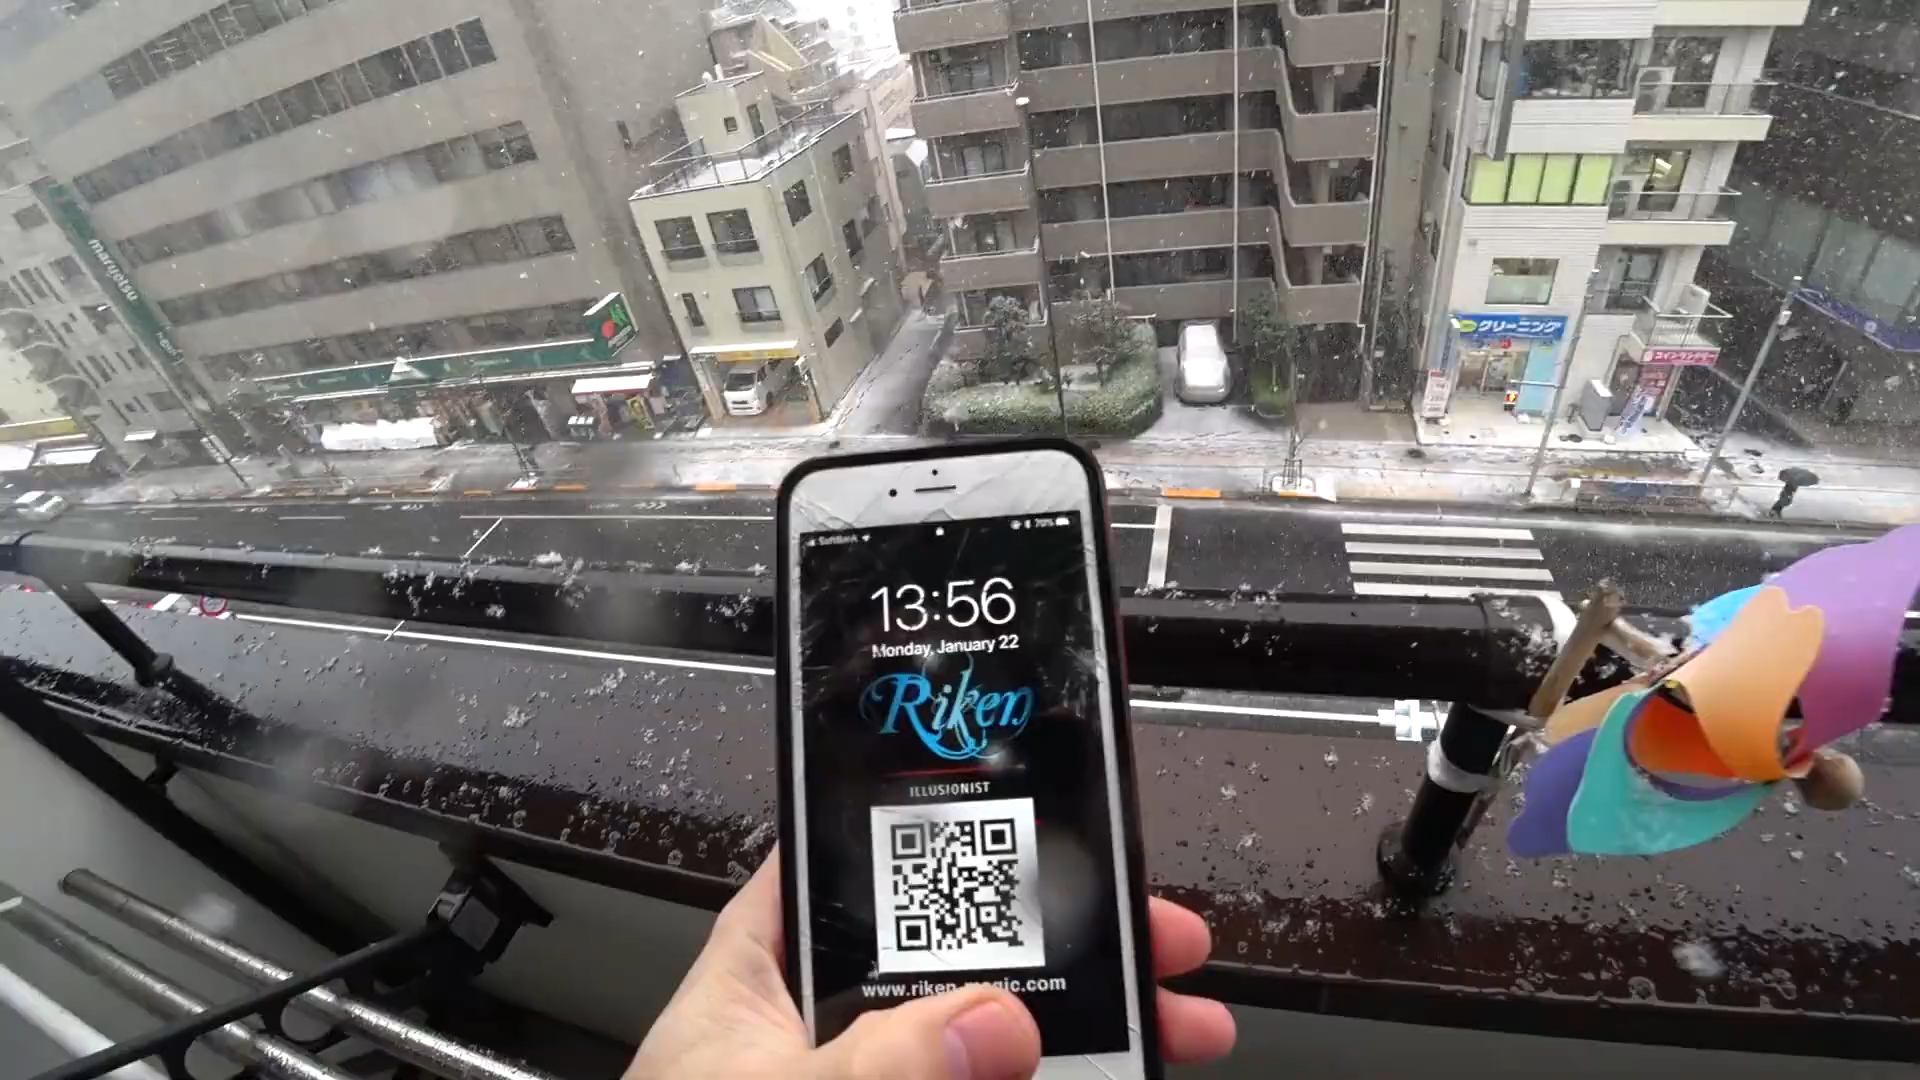 maruetsu
クリーニング
コインランドリー
SoftBank
70%
13:56
Monday, January 22
Riken
ILLUSIONIST
www.riken-magic.com